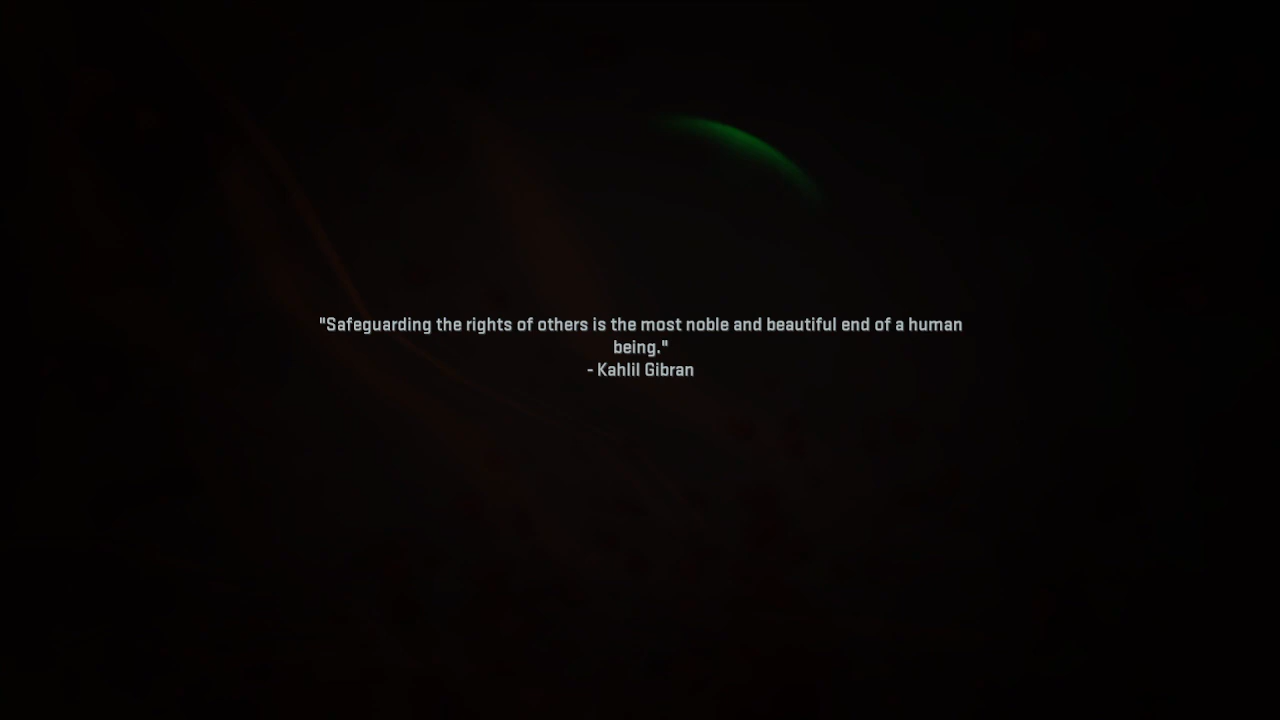 "Safeguarding the rights of others is the most noble and beautiful end of a human
being."
- Kahlil Gibran